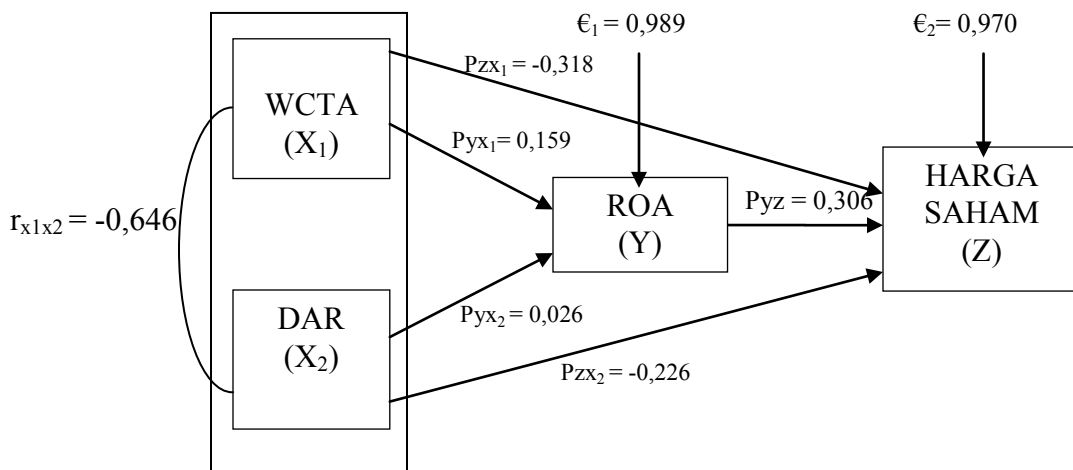 €₁ = 0,989
€₂= 0,970
Pzx₁ = -0,318
WCTA
(X₁)
Pyx₁= 0,159
HARGA
SAHAM
(Z)
ROA
(Y)
Pyz = 0,306
rₓ₁ₓ₂ = -0,646
DAR
(X₂)
Pyx₂ = 0,026
Pzx₂ = -0,226